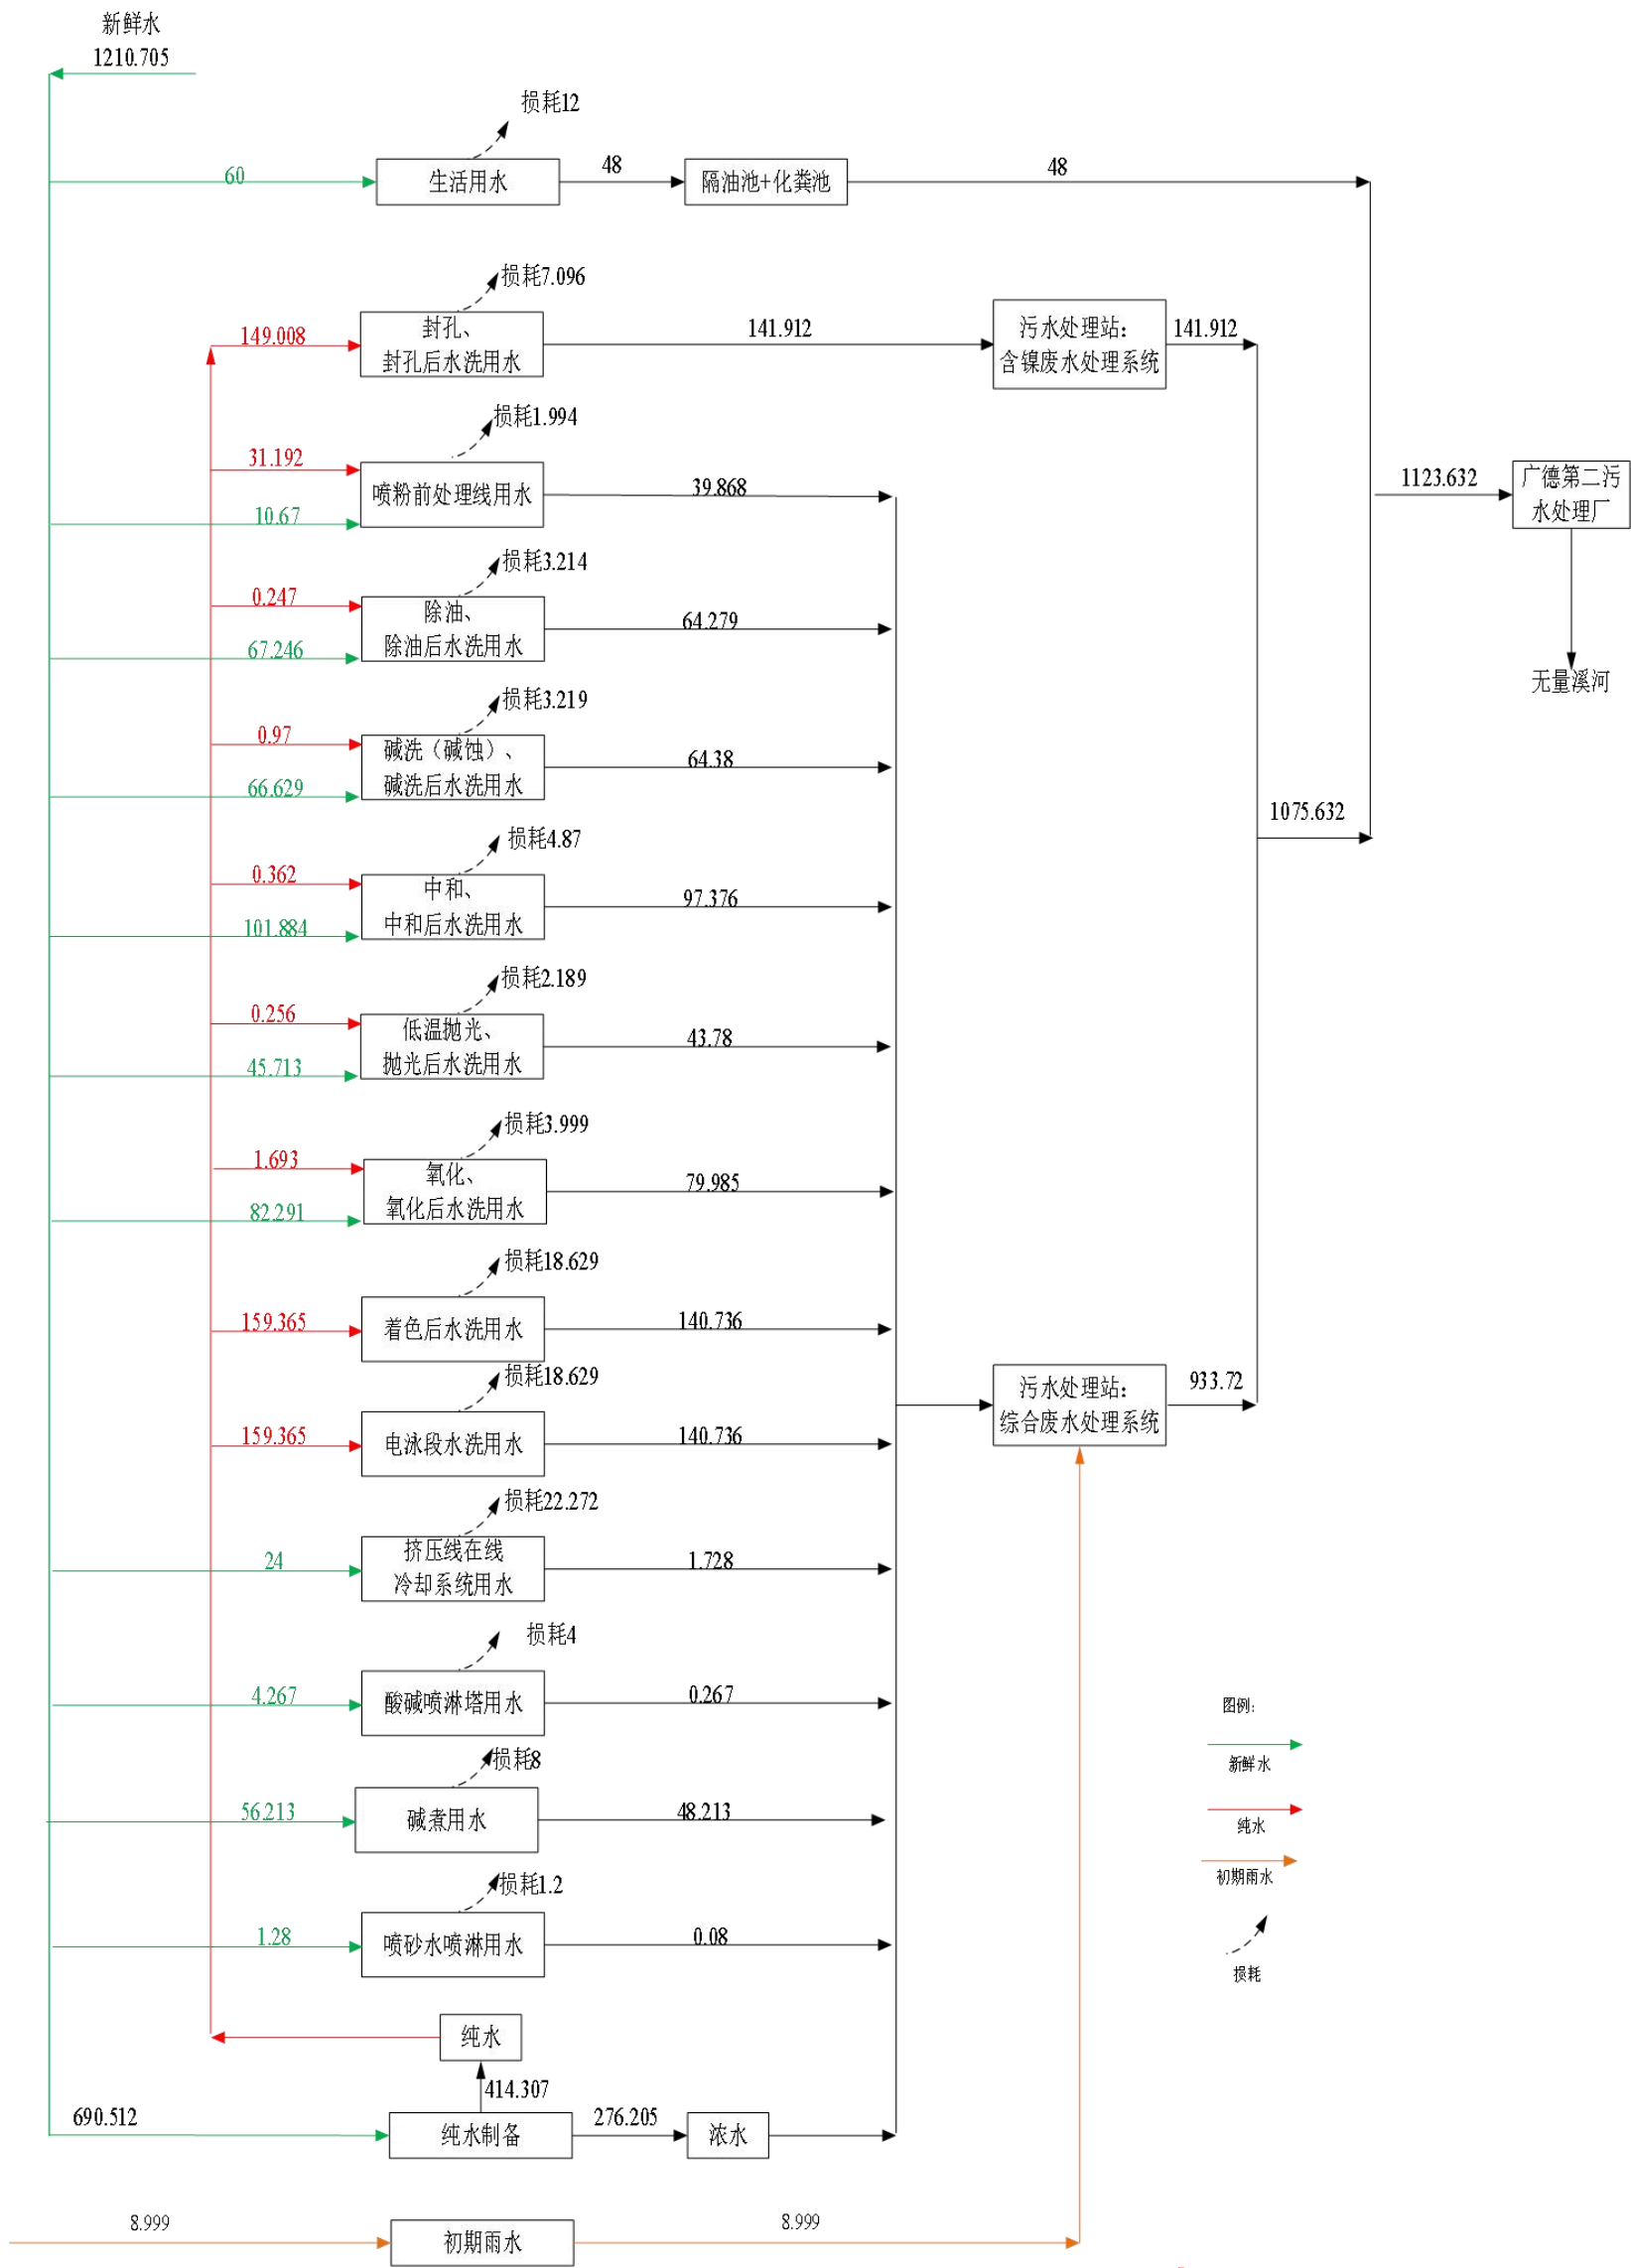 新鲜水
1210.705
损耗12
60
生活用水
48
隔油池+化粪池
48
损耗7.096
149.008
封孔、
封孔后水洗用水
141.912
污水处理站：
含镍废水处理系统
141.912
损耗1.994
31.192
10.67
喷粉前处理线用水
39.868
1123.632
广德第二污
水处理厂
无量溪河
损耗3.214
0.247
67.246
除油、
除油后水洗用水
64.279
损耗3.219
0.97
66.629
碱洗（碱蚀）、
碱洗后水洗用水
64.38
1075.632
损耗4.87
0.362
101.884
中和、
中和后水洗用水
97.376
损耗2.189
0.256
45.713
低温抛光、
抛光后水洗用水
43.78
损耗3.999
1.693
82.291
氧化、
氧化后水洗用水
79.985
损耗18.629
159.365
着色后水洗用水
140.736
损耗18.629
159.365
电泳段水洗用水
140.736
污水处理站：
综合废水处理系统
933.72
损耗22.272
24
挤压线在线
冷却系统用水
1.728
损耗4
4.267
酸碱喷淋塔用水
0.267
损耗8
56.213
碱煮用水
48.213
损耗1.2
1.28
喷砂水喷淋用水
0.08
纯水
414.307
690.512
纯水制备
276.205
浓水
8.999
初期雨水
8.999
图例：
新鲜水
纯水
初期雨水
损耗